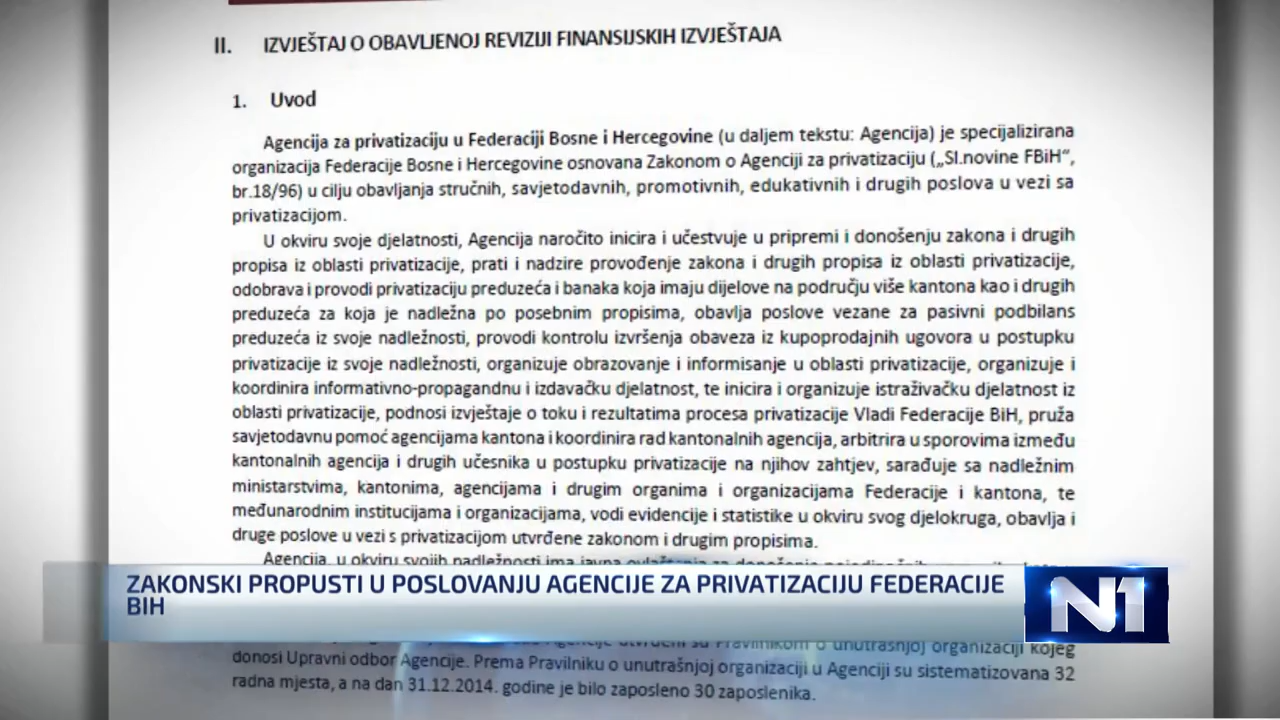 II. IZVJEŠTAJ O OBAVLJENOJ REVIZIJI FINANSIJSKIH IZVJEŠTAJA
1. Uvod
Agencija za privatizaciju u Federaciji Bosne i Hercegovine (u daljem tekstu: Agencija) je specijalizirana
organizacija Federacije Bosne i Hercegovine osnovana Zakonom o Agenciji za privatizaciju („Sl.novine FBiH“,
br.18/96) u cilju obavljanja stručnih, savjetodavnih, promotivnih, edukativnih i drugih poslova u vezi sa
privatizacijom.
U okviru svoje djelatnosti, Agencija naročito inicira i učestvuje u pripremi i donošenju zakona i drugih
propisa iz oblasti privatizacije, prati i nadzire provođenje zakona i drugih propisa iz oblasti privatizacije,
odobrava i provodi privatizaciju preduzeća i banaka koja imaju dijelove na području više kantona kao i drugih
preduzeća za koja je nadležna po posebnim propisima, obavlja poslove vezane za pasivni podbilans
preduzeća iz svoje nadležnosti, provodi kontrolu izvršenja obaveza iz kupoprodajnih ugovora u postupku
privatizacije iz svoje nadležnosti, organizuje obrazovanje i informisanje u oblasti privatizacije, organizuje i
koordinira informativno-propagandnu i izdavačku djelatnost, te inicira i organizuje istraživačku djelatnost iz
oblasti privatizacije, podnosi izvještaje o toku i rezultatima procesa privatizacije Vladi Federacije BiH, pruža
savjetodavnu pomoć agencijama kantona i koordinira rad kantonalnih agencija, arbitrira u sporovima između
kantonalnih agencija i drugih učesnika u postupku privatizacije na njihov zahtjev, sarađuje sa nadležnim
ministarstvima, kantonima, agencijama i drugim organima i organizacijama Federacije i kantona, te
međunarodnim institucijama i organizacijama, vodi evidencije i statistike u okviru svog djelokruga, obavlja i
druge poslove u vezi s privatizacijom utvrđene zakonom i drugim propisima.
Agencija, u okviru svojih nadležnosti ima javna
ZAKONSKI PROPUSTI U POSLOVANJU AGENCIJE ZA PRIVATIZACIJU FEDERACIJE
BIH
N1
Agencije utvrđeni su Pravilnikom o unutrašnjoj organizaciji kojeg
donosi Upravni odbor Agencije. Prema Pravilniku o unutrašnjoj organizaciji u Agenciji su sistematizovana 32
radna mjesta, a na dan 31.12.2014. godine je bilo zaposleno 30 zaposlenika.